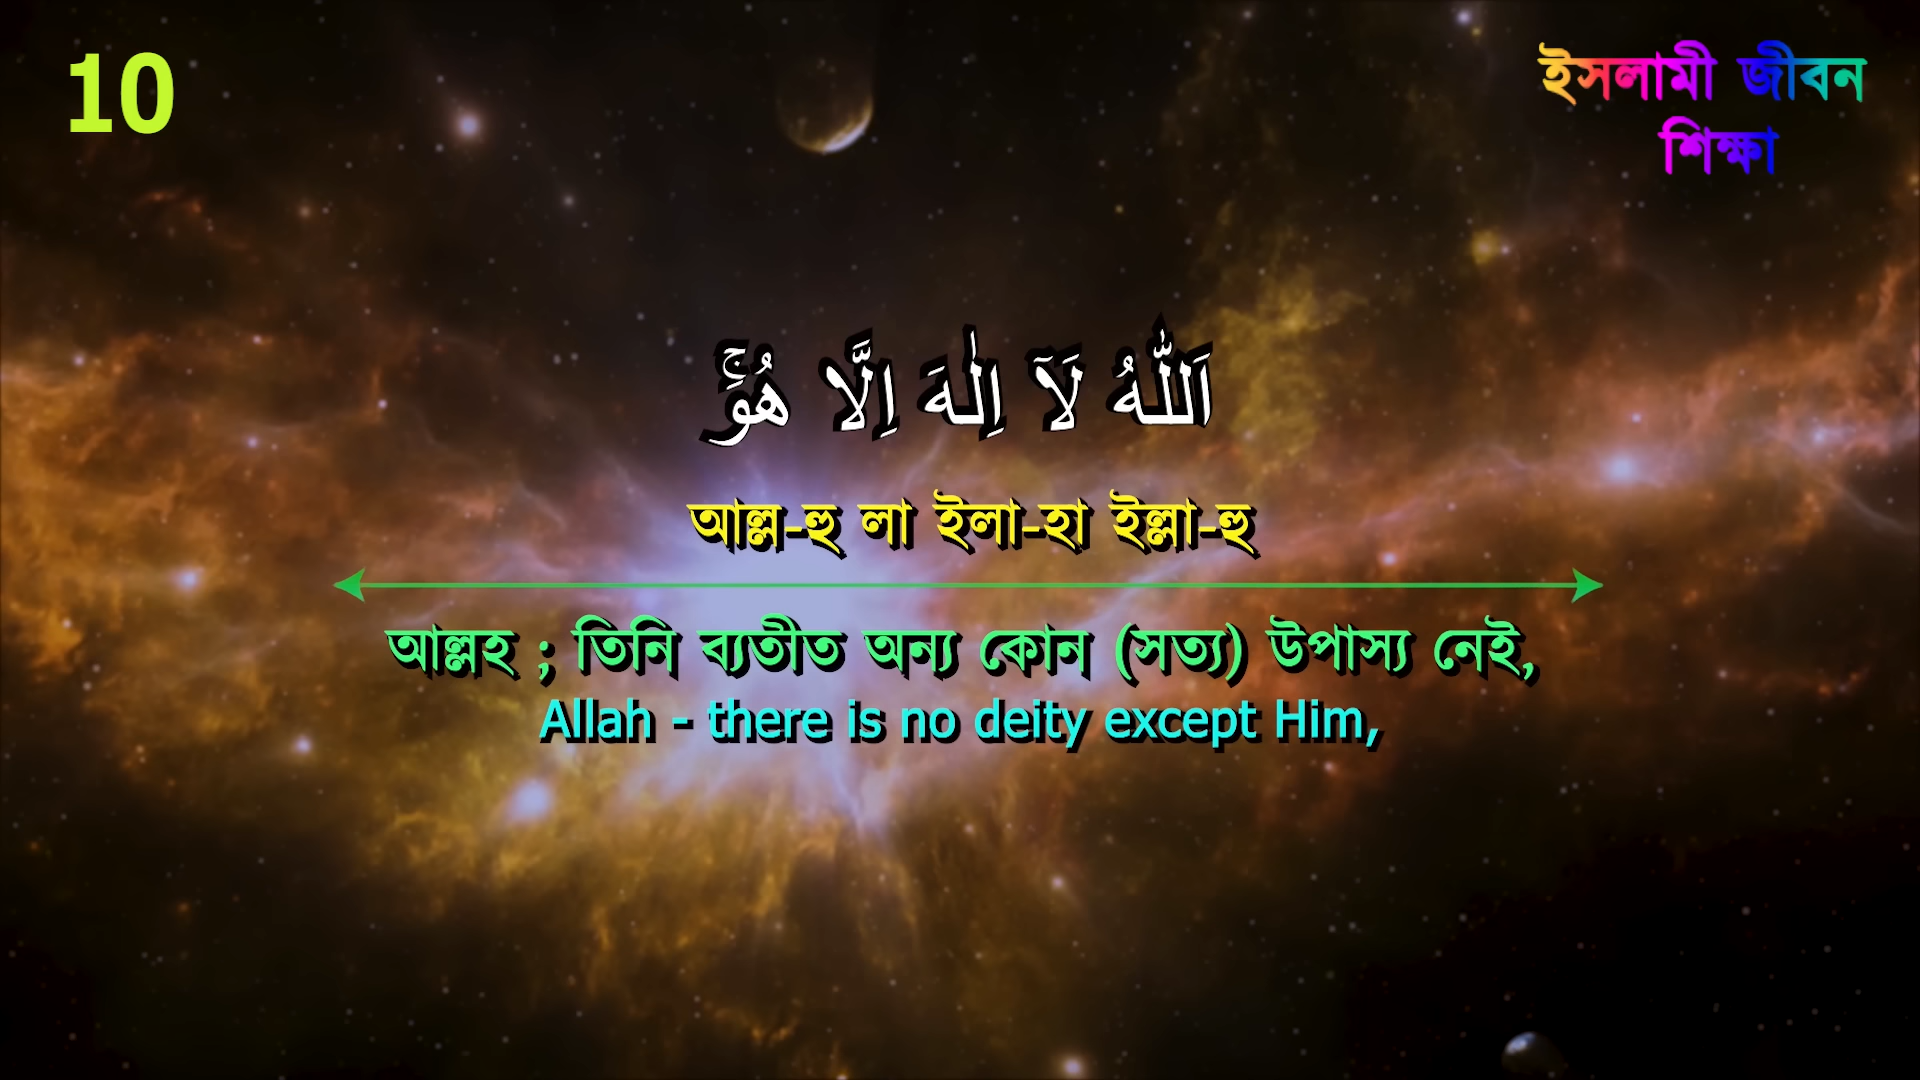 10
ইসলামী জীবন
শিক্ষা
اَللّٰهُ لَآ اِلٰهَ اِلَّا هُوَۚ
আল্ল-হু লা ইলা-হা ইল্লা-হু
আল্লহ ; তিনি ব্যতীত অন্য কোন (সত্য) উপাস্য নেই,
Allah - there is no deity except Him,